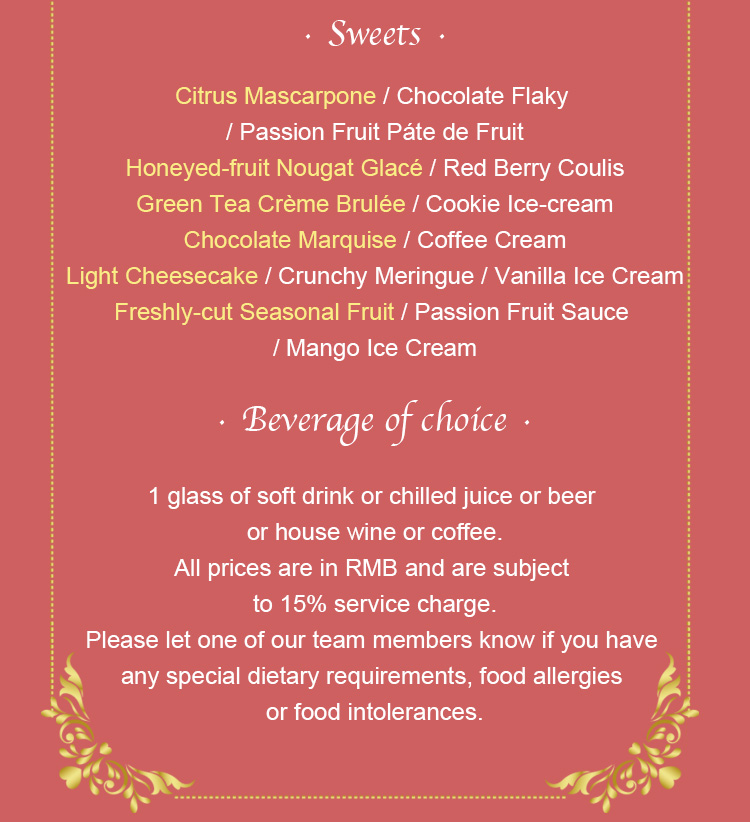 · Sweets ·
Citrus Mascarpone / Chocolate Flaky
/ Passion Fruit Páte de Fruit
Honeyed-fruit Nougat Glacé / Red Berry Coulis
Green Tea Crème Brulée / Cookie Ice-cream
Chocolate Marquise / Coffee Cream
Light Cheesecake / Crunchy Meringue / Vanilla Ice Cream
Freshly-cut Seasonal Fruit / Passion Fruit Sauce
/ Mango Ice Cream
· Beverage of choice ·
1 glass of soft drink or chilled juice or beer
or house wine or coffee.
All prices are in RMB and are subject
to 15% service charge.
Please let one of our team members know if you have
any special dietary requirements, food allergies
or food intolerances.